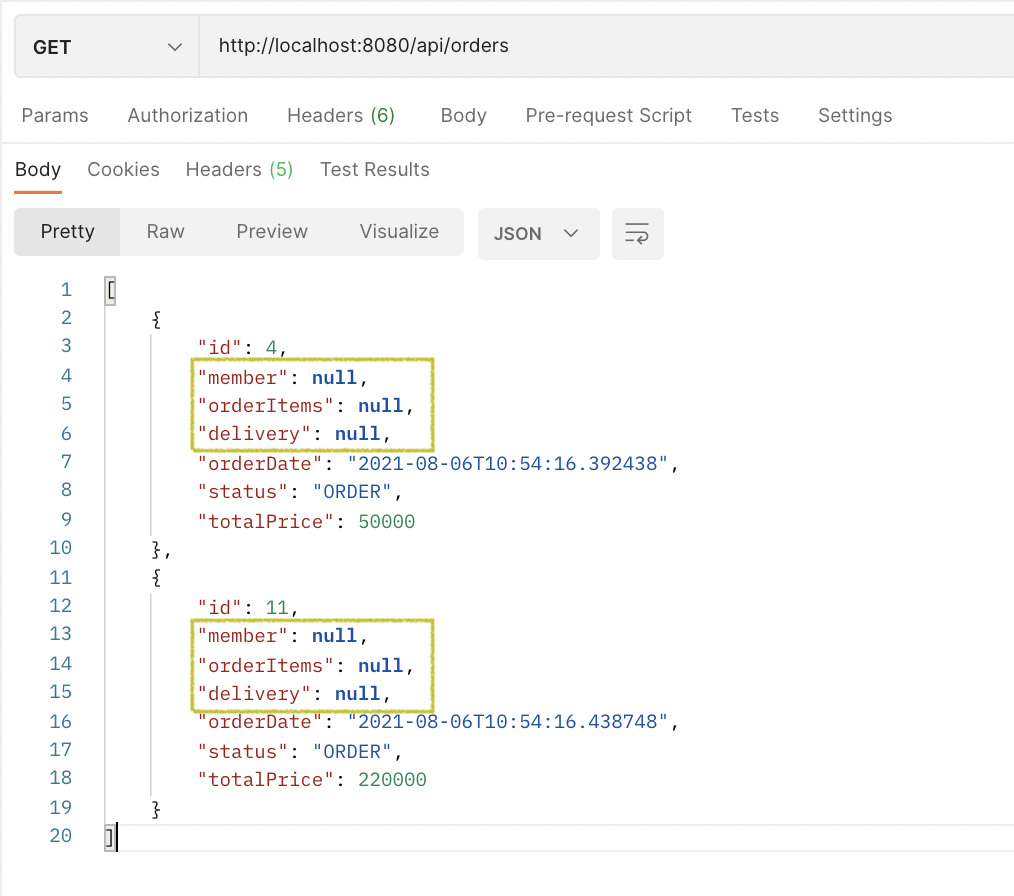 GET http://localhost:8080/api/orders
Params Authorization Headers (6) Body Pre-request Script Tests Settings
Body Cookies Headers (5) Test Results
Pretty Raw Preview Visualize JSON
1 [
2 {
3 "id": 4,
4 "member": null,
5 "orderItems": null,
6 "delivery": null,
7 "orderDate": "2021-08-06T10:54:16.392438",
8 "status": "ORDER",
9 "totalPrice": 50000
10 },
11 {
12 "id": 11,
13 "member": null,
14 "orderItems": null,
15 "delivery": null,
16 "orderDate": "2021-08-06T10:54:16.438748",
17 "status": "ORDER",
18 "totalPrice": 220000
19 }
20 ]